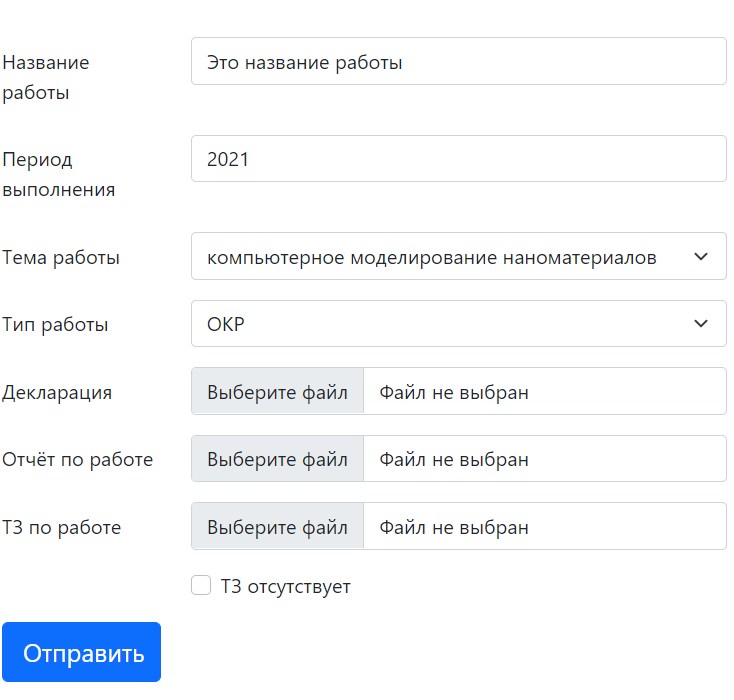 Название
работы
Это название работы
Период
выполнения
2021
Тема работы
компьютерное моделирование наноматериалов
Тип работы
ОКР
Декларация
Выберите файл Файл не выбран
Отчёт по работе
Выберите файл Файл не выбран
ТЗ по работе
Выберите файл Файл не выбран
ТЗ отсутствует
Отправить